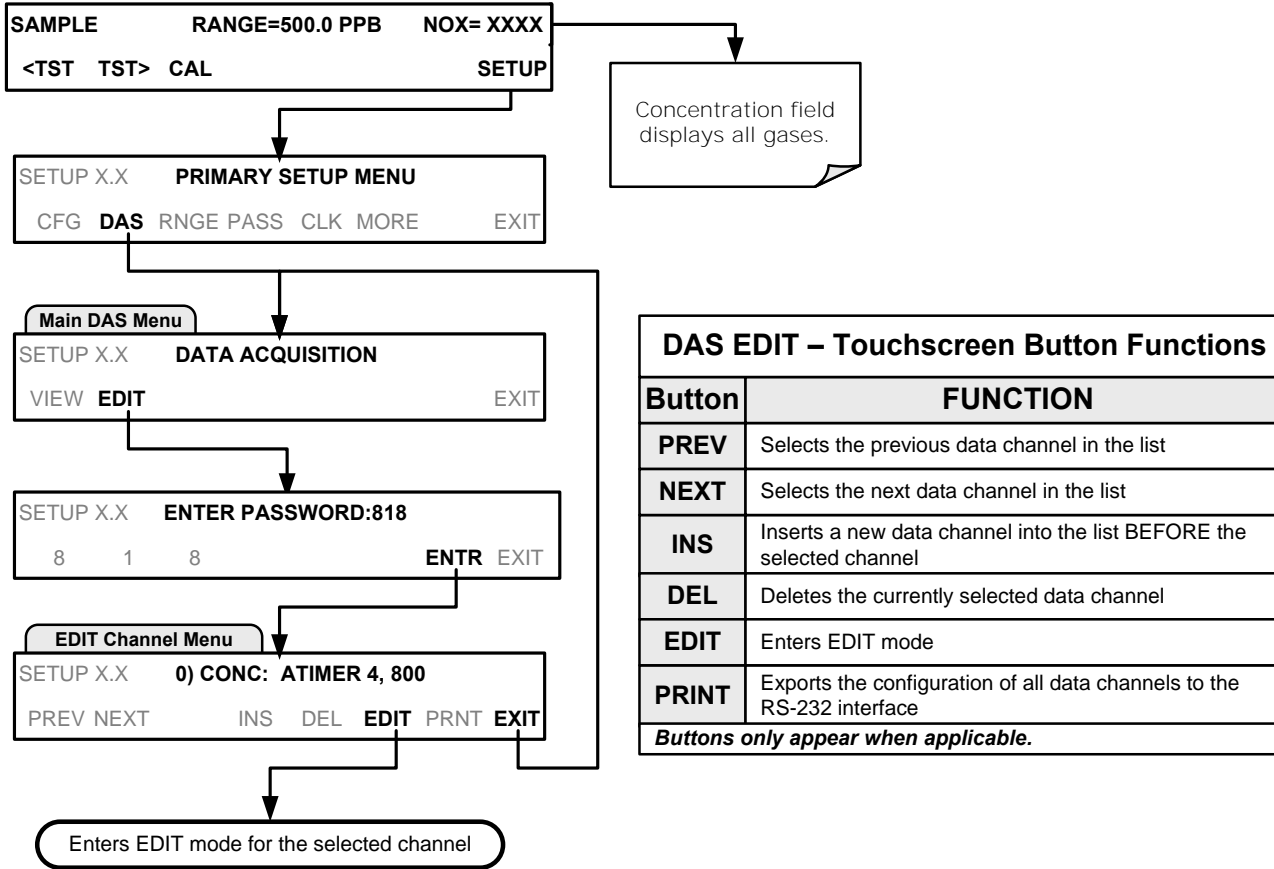 SAMPLE RANGE=500.0 PPB NOX= XXXX
<TST TST> CAL SETUP
Concentration field
displays all gases.
SETUP X.X PRIMARY SETUP MENU
CFG DAS RNGE PASS CLK MORE EXIT
Main DAS Menu
SETUP X.X DATA ACQUISITION
VIEW EDIT EXIT
SETUP X.X ENTER PASSWORD:818
8 1 8 ENTR EXIT
EDIT Channel Menu
SETUP X.X 0) CONC: ATIMER 4, 800
PREV NEXT INS DEL EDIT PRNT EXIT
Enters EDIT mode for the selected channel
DAS EDIT – Touchscreen Button Functions
Button FUNCTION
PREV Selects the previous data channel in the list
NEXT Selects the next data channel in the list
INS Inserts a new data channel into the list BEFORE the
selected channel
DEL Deletes the currently selected data channel
EDIT Enters EDIT mode
PRINT Exports the configuration of all data channels to the
RS-232 interface
Buttons only appear when applicable.